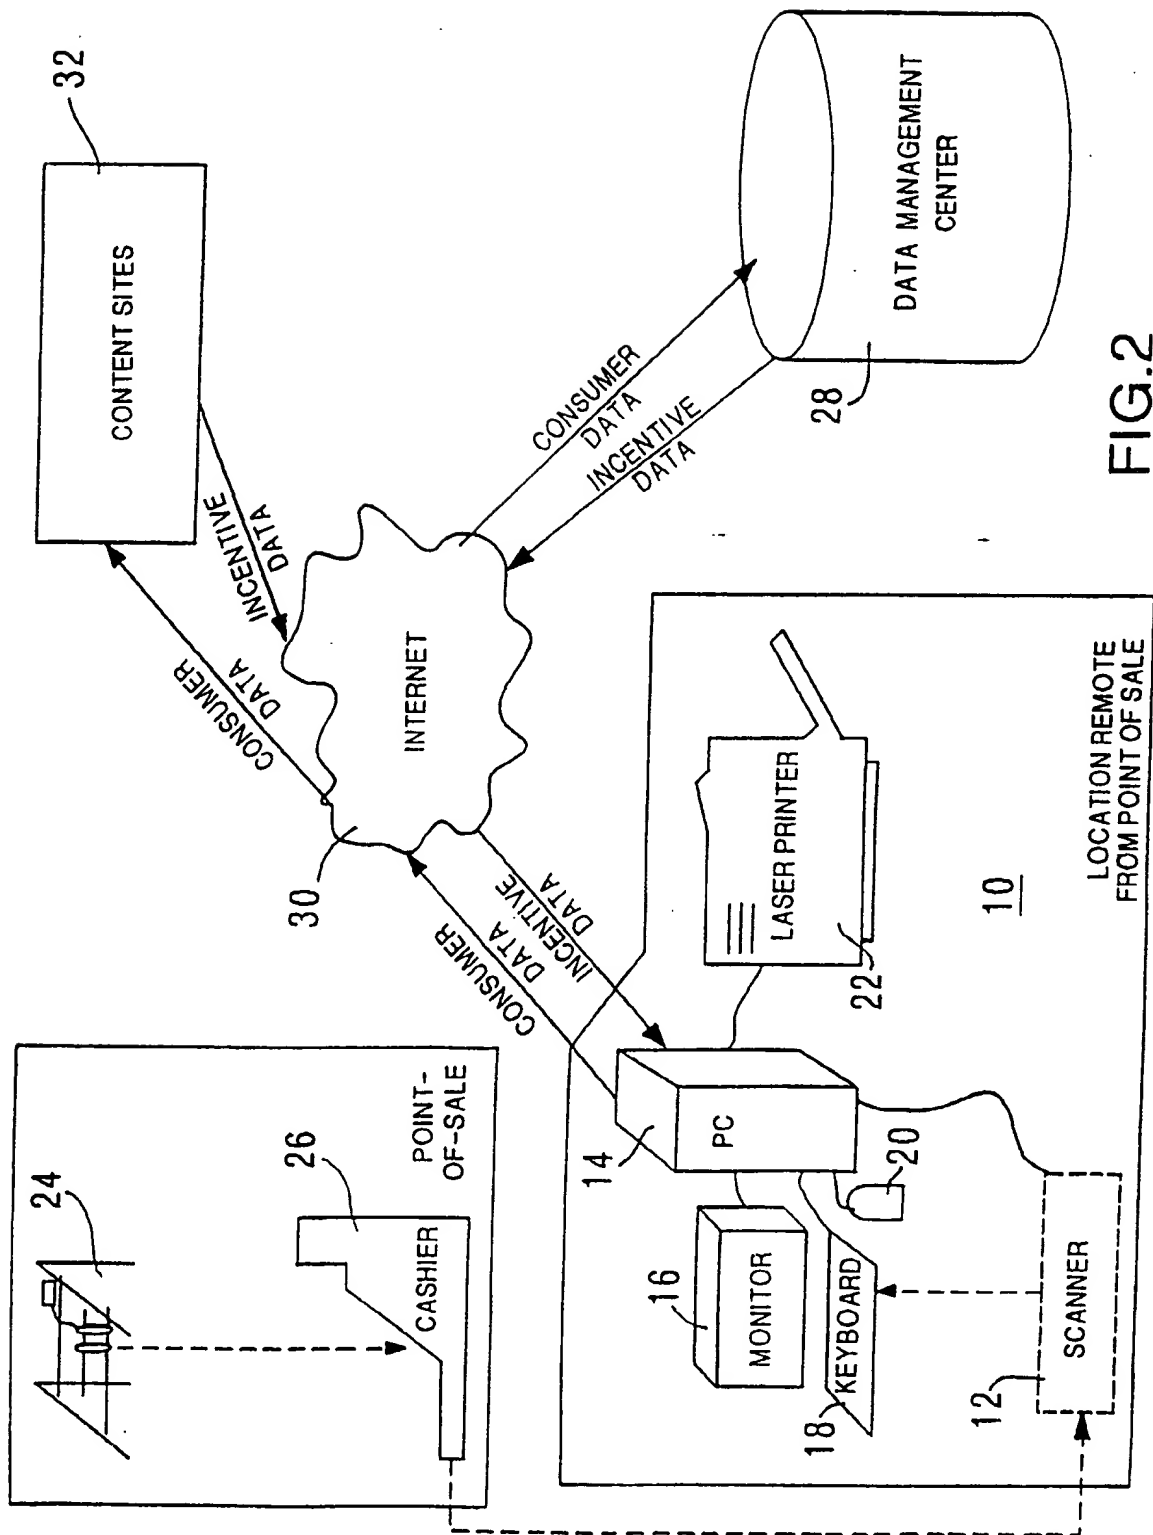 24
26
CASHIER
POINT-
OF-SALE
32
CONTENT SITES
CONSUMER
DATA
INCENTIVE
DATA
30
INTERNET
CONSUMER
DATA
INCENTIVE
DATA
CONSUMER
DATA
INCENTIVE
DATA
28
DATA MANAGEMENT
CENTER
14
PC
16
MONITOR
18
KEYBOARD
20
12
SCANNER
22
LASER PRINTER
10
LOCATION REMOTE
FROM POINT OF SALE
FIG.2